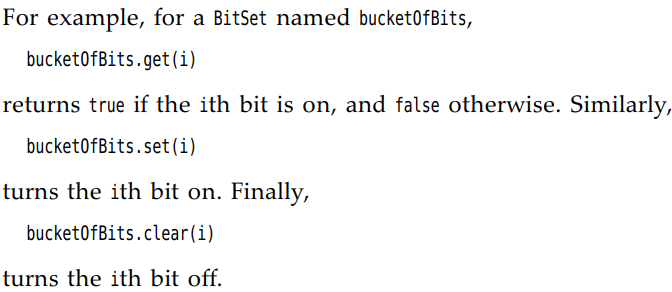 For example, for a BitSet named bucketOfBits,
bucketOfBits.get(i)
returns true if the ith bit is on, and false otherwise. Similarly,
bucketOfBits.set(i)
turns the ith bit on. Finally,
bucketOfBits.clear(i)
turns the ith bit off.